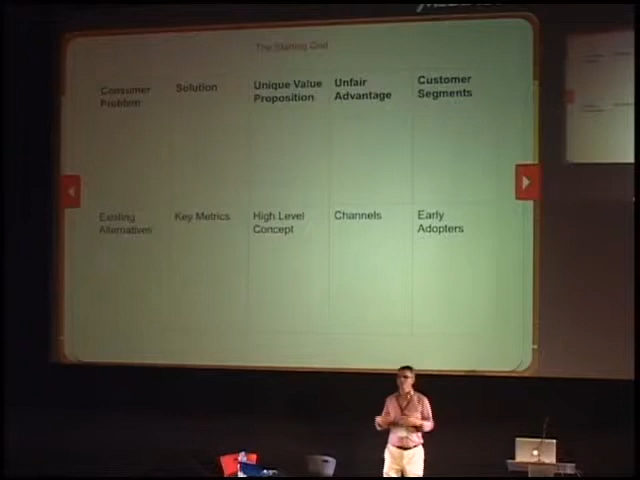 The Starting Grid
Consumer
Problem
Solution
Unique Value
Proposition
Unfair
Advantage
Customer
Segments
Existing
Alternatives
Key Metrics
High Level
Concept
Channels
Early
Adopters